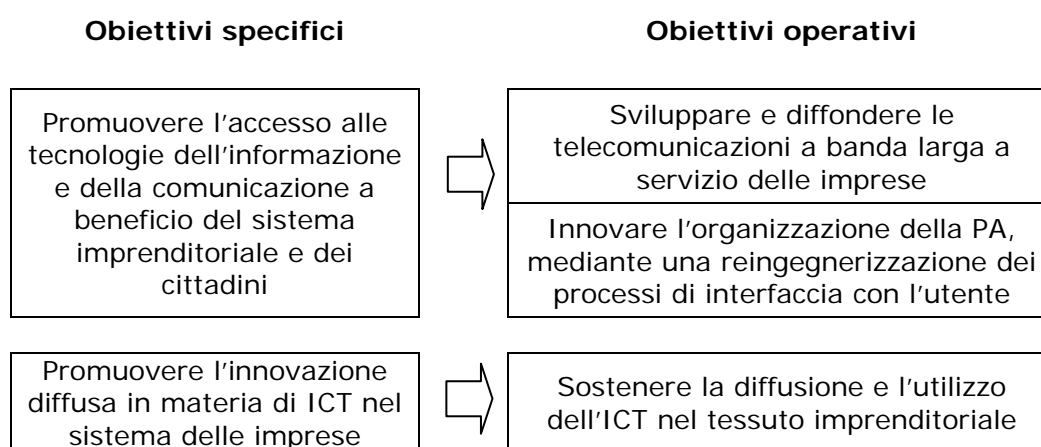 Obiettivi specifici
Obiettivi operativi
Promuovere l'accesso alle
tecnologie dell'informazione
e della comunicazione a
beneficio del sistema
imprenditoriale e dei
cittadini
Sviluppare e diffondere le
telecomunicazioni a banda larga a
servizio delle imprese
Innovare l'organizzazione della PA,
mediante una reingegnerizzazione dei
processi di interfaccia con l'utente
Promuovere l'innovazione
diffusa in materia di ICT nel
sistema delle imprese
Sostenere la diffusione e l'utilizzo
dell'ICT nel tessuto imprenditoriale